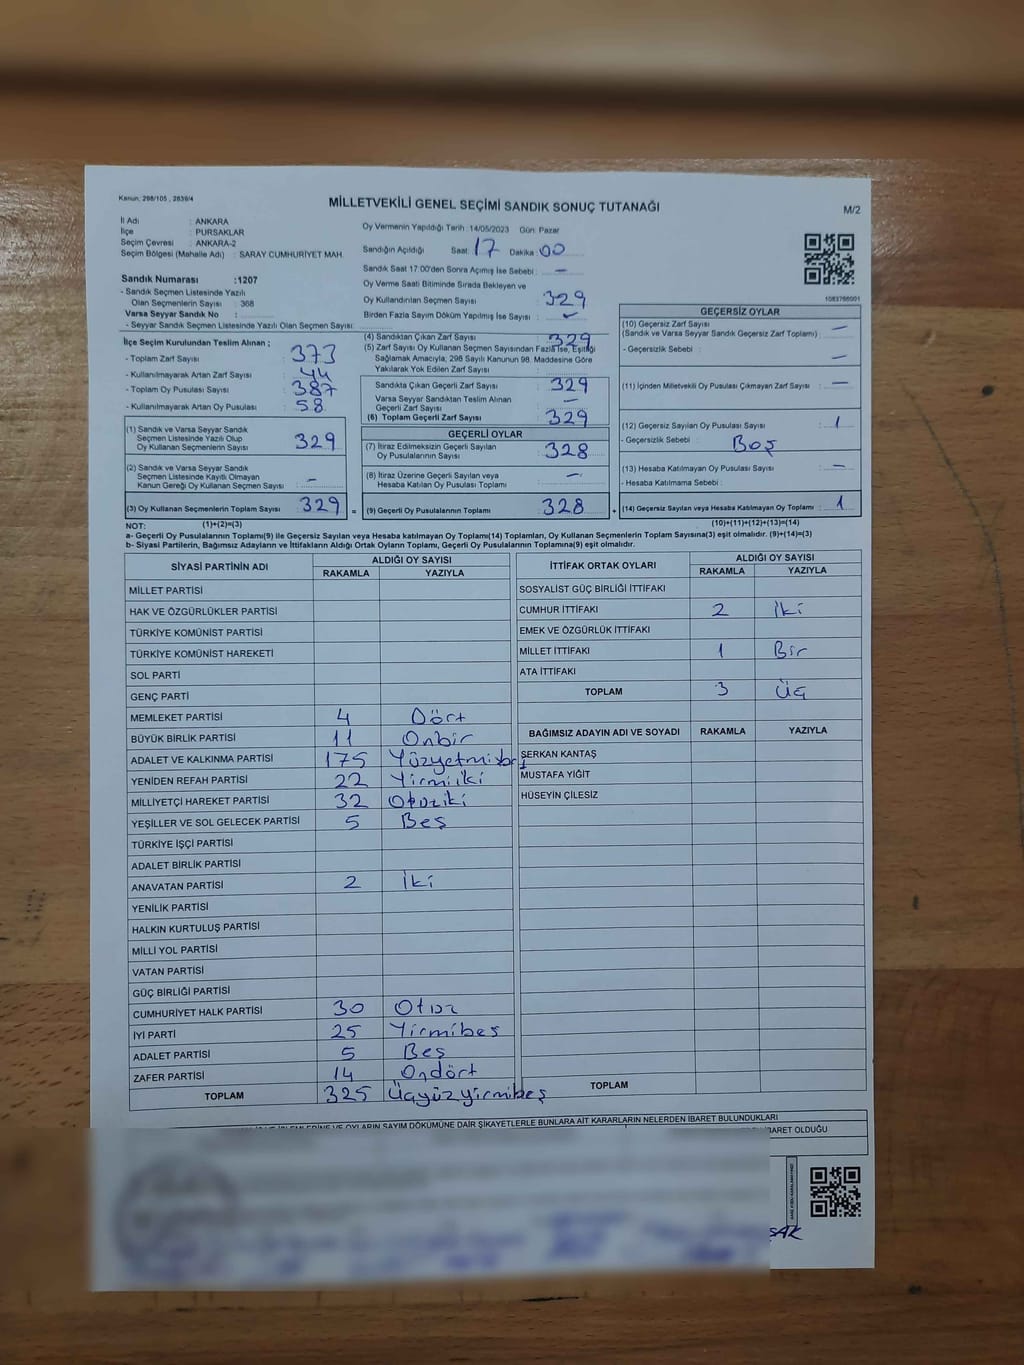 Kanun: 298/105 , 2839/4
MİLLETVEKİLİ GENEL SEÇİMİ SANDIK SONUÇ TUTANAĞI
M/2
İl Adı : ANKARA
İlçe : PURSAKLAR
Seçim Çevresi : ANKARA-2
Seçim Bölgesi (Mahalle Adı) : SARAY CUMHURİYET MAH.
Sandık Numarası :1207
- Sandık Seçmen Listesinde Yazılı
Olan Seçmenlerin Sayısı : 368
Varsa Seyyar Sandık No :
- Seyyar Sandık Seçmen Listesinde Yazılı Olan Seçmen Sayısı:
Oy Vermenin Yapıldığı Tarih :14/05/2023 Gün: Pazar
Sandığın Açıldığı Saat: 17 Dakika: 00
Sandık Saat 17:00'den Sonra Açılmış İse Sebebi : –
Oy Verme Saati Bitiminde Sırada Bekleyen ve
Oy Kullandırılan Seçmen Sayısı : 329
Birden Fazla Sayım Döküm Yapılmış İse Sayısı :
1083766001
İlçe Seçim Kurulundan Teslim Alınan ;
- Toplam Zarf Sayısı : 373
- Kullanılmayarak Artan Zarf Sayısı : 44
- Toplam Oy Pusulası Sayısı : 387
- Kullanılmayarak Artan Oy Pusulası : 58
(1) Sandık ve Varsa Seyyar Sandık
Seçmen Listesinde Yazılı Olup
Oy Kullanan Seçmenlerin Sayısı : 329
(2) Sandık ve Varsa Seyyar Sandık
Seçmen Listesinde Kayıtlı Olmayan
Kanun Gereği Oy Kullanan Seçmen Sayısı : –
(3) Oy Kullanan Seçmenlerin Toplam Sayısı : 329
(1)+(2)=(3)
(4) Sandıktan Çıkan Zarf Sayısı : 329
(5) Zarf Sayısı Oy Kullanan Seçmen Sayısından Fazla İse, Eşitliği
Sağlamak Amacıyla; 298 Sayılı Kanunun 98. Maddesine Göre
Yakılarak Yok Edilen Zarf Sayısı :
Sandıkta Çıkan Geçerli Zarf Sayısı : 329
Varsa Seyyar Sandıktan Teslim Alınan
Geçerli Zarf Sayısı : –
(6) Toplam Geçerli Zarf Sayısı : 329
GEÇERLİ OYLAR
(7) İtiraz Edilmeksizin Geçerli Sayılan
Oy Pusulalarının Sayısı : 328
(8) İtiraz Üzerine Geçerli Sayılan veya
Hesaba Katılan Oy Pusulası Toplamı : –
= (9) Geçerli Oy Pusulalarının Toplamı : 328 +
GEÇERSİZ OYLAR
(10) Geçersiz Zarf Sayısı
(Sandık ve Varsa Seyyar Sandık Geçersiz Zarf Toplamı) : –
- Geçersizlik Sebebi : –
(11) İçinden Milletvekili Oy Pusulası Çıkmayan Zarf Sayısı : –
(12) Geçersiz Sayılan Oy Pusulası Sayısı : 1
- Geçersizlik Sebebi : Boş
(13) Hesaba Katılmayan Oy Pusulası Sayısı : –
- Hesaba Katılmama Sebebi :
(14) Geçersiz Sayılan veya Hesaba Katılmayan Oy Toplamı : 1
(10)+(11)+(12)+(13)=(14)
NOT:
a- Geçerli Oy Pusulalarının Toplamı(9) ile Geçersiz Sayılan veya Hesaba Katılmayan Oy Toplamı(14) Toplamları, Oy Kullanan Seçmenlerin Toplam Sayısına(3) eşit olmalıdır. (9)+(14)=(3)
b- Siyasi Partilerin, Bağımsız Adayların ve İttifakların Aldığı Oyların Toplamı, Geçerli Oy Pusulalarının Toplamına(9) eşit olmalıdır.
SİYASİ PARTİNİN ADI ALDIĞI OY SAYISI
RAKAMLA YAZIYLA
MİLLET PARTİSİ
HAK VE ÖZGÜRLÜKLER PARTİSİ
TÜRKİYE KOMÜNİST PARTİSİ
TÜRKİYE KOMÜNİST HAREKETİ
SOL PARTİ
GENÇ PARTİ
MEMLEKET PARTİSİ 4 Dört
BÜYÜK BİRLİK PARTİSİ 11 Onbir
ADALET VE KALKINMA PARTİSİ 175 Yüzyetmişbeş
YENİDEN REFAH PARTİSİ 22 Yirmiiki
MİLLİYETÇİ HAREKET PARTİSİ 32 Otuziki
YEŞİLLER VE SOL GELECEK PARTİSİ 5 Beş
TÜRKİYE İŞÇİ PARTİSİ
ADALET BİRLİK PARTİSİ
ANAVATAN PARTİSİ 2 İki
YENİLİK PARTİSİ
HALKIN KURTULUŞ PARTİSİ
MİLLİ YOL PARTİSİ
VATAN PARTİSİ
GÜÇ BİRLİĞİ PARTİSİ
CUMHURİYET HALK PARTİSİ 30 Otuz
İYİ PARTİ 25 Yirmibeş
ADALET PARTİSİ 5 Beş
ZAFER PARTİSİ 14 Ondört
TOPLAM 325 Üçyüzyirmibeş
İTTİFAK ORTAK OYLARI ALDIĞI OY SAYISI
RAKAMLA YAZIYLA
SOSYALİST GÜÇ BİRLİĞİ İTTİFAKI
CUMHUR İTTİFAKI 2 İki
EMEK VE ÖZGÜRLÜK İTTİFAKI
MİLLET İTTİFAKI 1 Bir
ATA İTTİFAKI
TOPLAM 3 Üç
BAĞIMSIZ ADAYIN ADI VE SOYADI RAKAMLA YAZIYLA
SERKAN KANTAŞ
MUSTAFA YİĞİT
HÜSEYİN ÇİLESİZ
TOPLAM
VE OYLARIN SAYIM DÖKÜMÜNE DAİR ŞİKAYETLERLE BUNLARA AİT KARARLARIN NELERDEN İBARET BULUNDUKLARI
İBARET OLDUĞU